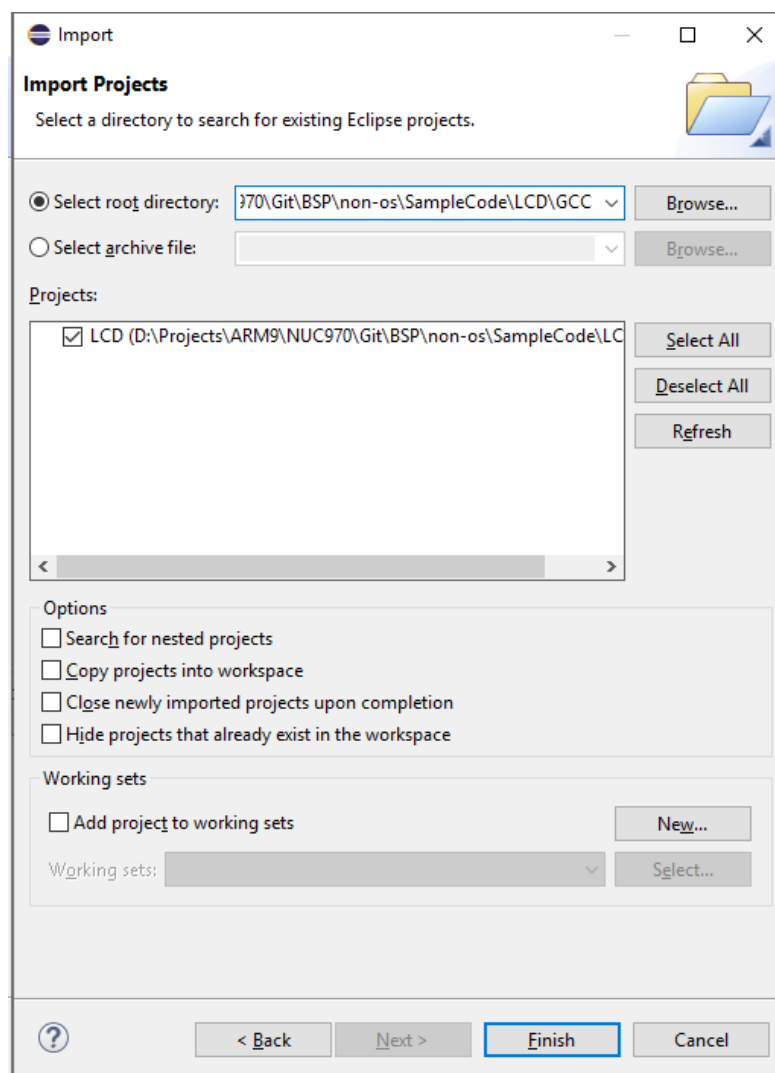 Import
Import Projects
Select a directory to search for existing Eclipse projects.
Select root directory: 970\Git\BSP\non-os\SampleCode\LCD\GCC Browse...
Select archive file: Browse...
Projects:
LCD (D:\Projects\ARM9\NUC970\Git\BSP\non-os\SampleCode\LC Select All
Deselect All
Refresh
Options
Search for nested projects
Copy projects into workspace
Close newly imported projects upon completion
Hide projects that already exist in the workspace
Working sets
Add project to working sets New...
Working sets: Select...
? < Back Next > Finish Cancel